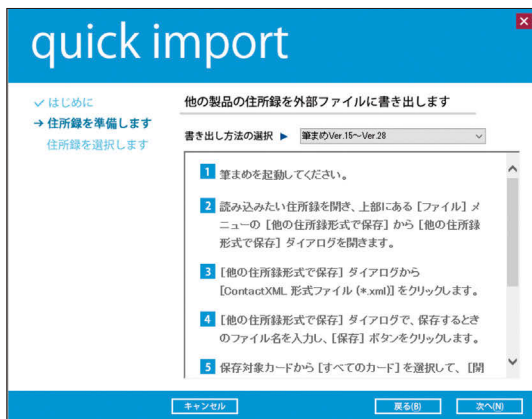 quick import
✓ はじめに
→ 住所録を準備します
住所録を選択します
他の製品の住所録を外部ファイルに書き出します
書き出し方法の選択 ▶ 筆まめVer.15～Ver.28
1 筆まめを起動してください。
2 読み込みたい住所録を開き、上部にある [ファイル] メ
ニューの [他の住所録形式で保存] から [他の住所録
形式で保存] ダイアログを開きます。
3 [他の住所録形式で保存] ダイアログから
[ContactXML 形式ファイル (*.xml)] をクリックします。
4 [他の住所録形式で保存] ダイアログで、保存するとき
のファイル名を入力し、[保存] ボタンをクリックします。
5 保存対象カードから [すべてのカード] を選択して、[開
キャンセル
戻る(B)
次へ(N)